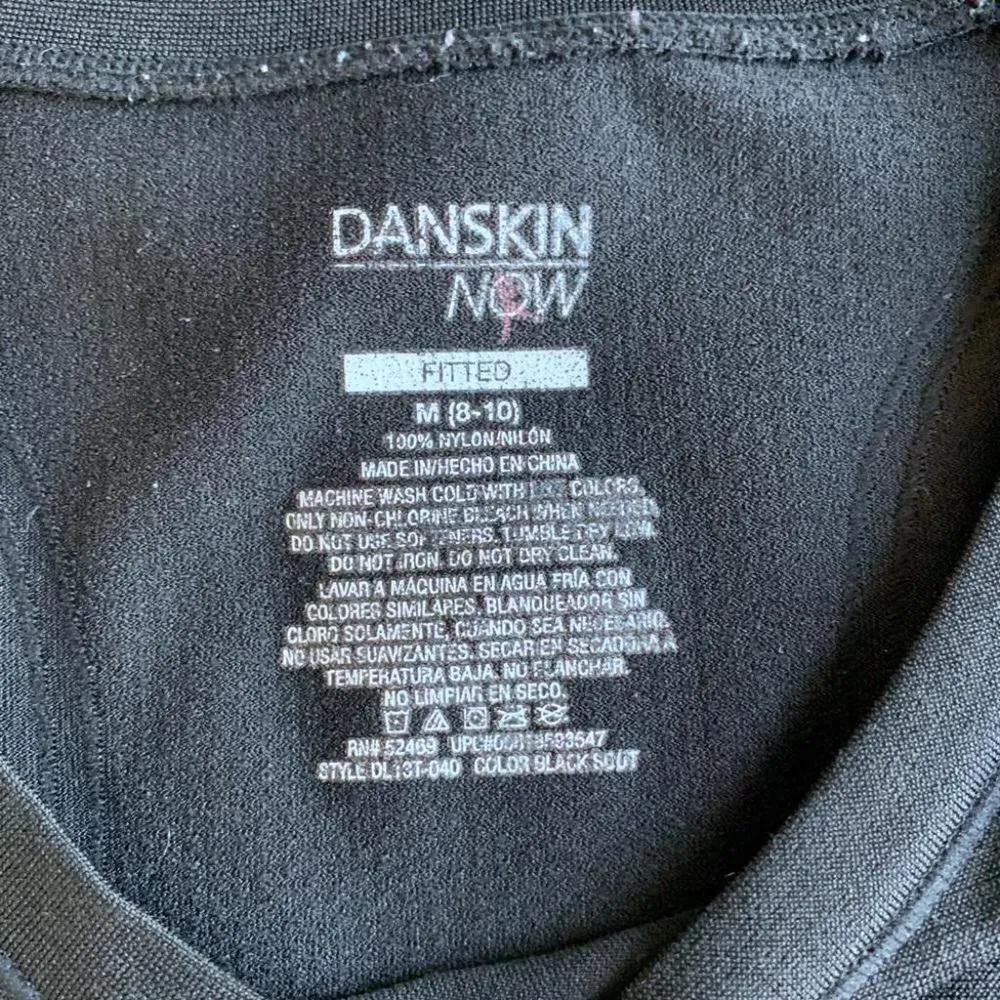 DANSKIN
NOW
FITTED
M (8-10)
100% NYLON/NILÓN
MADE IN/HECHO EN CHINA
MACHINE WASH COLD WITH COLORS.
ONLY NON-CHLORINE BLEACH WHEN NEEDED.
DO NOT USE SOFTENERS. TUMBLE DRY LOW.
DO NOT IRON. DO NOT DRY CLEAN.
LAVAR A MÁQUINA EN AGUA FRÍA CON
COLORES SIMILARES. BLANQUEADOR SIN
CLORO SOLAMENTE, CUANDO SEA NECESARIO.
NO USAR SUAVIZANTES. SECAR EN SECADORA A
TEMPERATURA BAJA. NO PLANCHAR.
NO LIMPIAR EN SECO.
RN# 52469
STYLE DL13T-040 COLOR BLACK SOOT